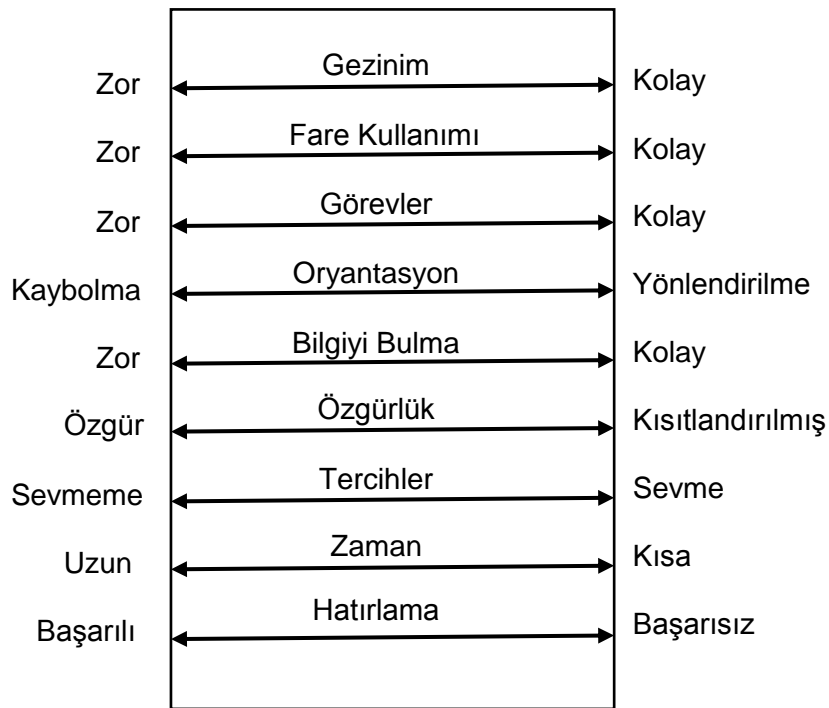 Zor Gezinim Kolay
Zor Fare Kullanımı Kolay
Zor Görevler Kolay
Kaybolma Oryantasyon Yönlendirilme
Zor Bilgiyi Bulma Kolay
Özgür Özgürlük Kısıtlandırılmış
Sevmeme Tercihler Sevme
Uzun Zaman Kısa
Başarılı Hatırlama Başarısız